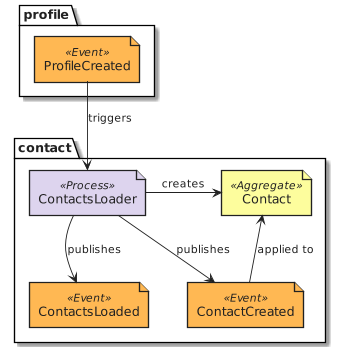 profile
«Event»
ProfileCreated
triggers
contact
«Process»
ContactsLoader
creates
«Aggregate»
Contact
publishes
publishes
applied to
«Event»
ContactsLoaded
«Event»
ContactCreated